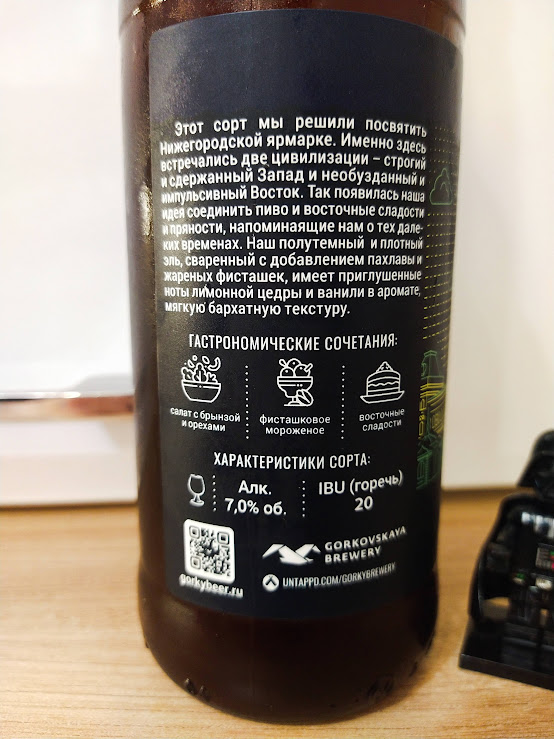 Этот сорт мы решили посвятить
Нижегородской ярмарке. Именно здесь
встречались две цивилизации – строгий
и сдержанный Запад и необузданный и
импульсивный Восток. Так появилась наша
идея соединить пиво и восточные сладости
и пряности, напоминающие нам о тех дале-
ких временах. Наш полутемный и плотный
эль, сваренный с добавлением пахлавы и
жареных фисташек, имеет приглушенные
ноты лимонной цедры и ванили в аромате,
мягкую бархатную текстуру.
ГАСТРОНОМИЧЕСКИЕ СОЧЕТАНИЯ:
салат с брынзой
и орехами
фисташковое
мороженое
восточные
сладости
ХАРАКТЕРИСТИКИ СОРТА:
Алк.
7,0% об.
IBU (горечь)
20
gorkybeer.ru
GORKOVSKAYA
BREWERY
UNTAPPD.COM/GORKYBREWERY